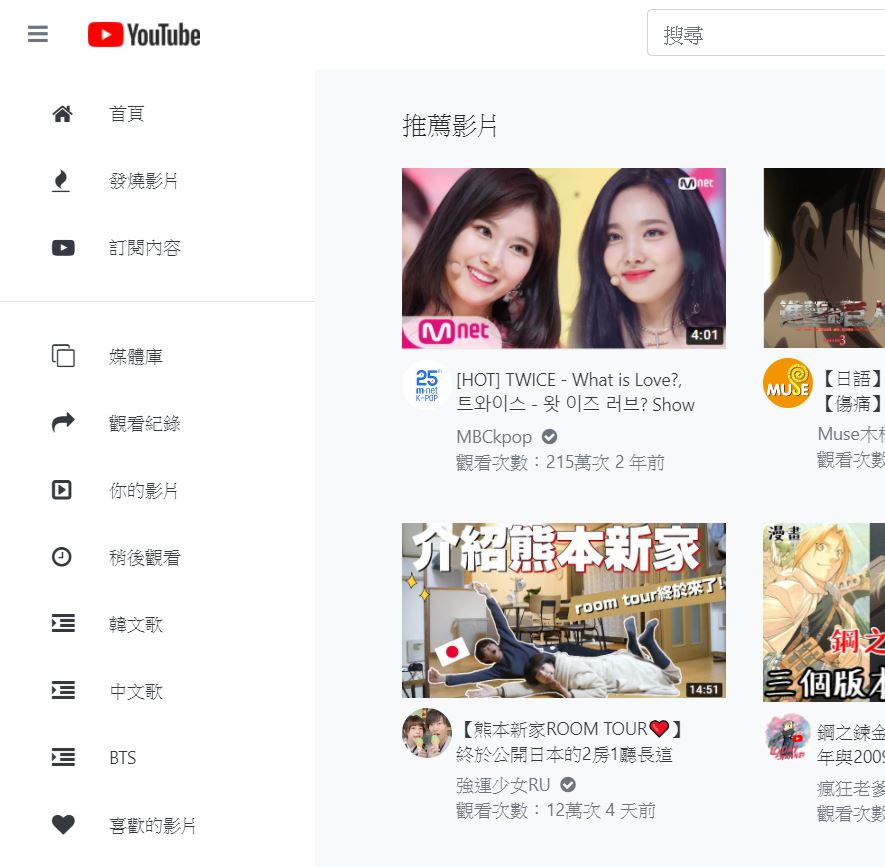 YouTube
搜尋
首頁
發燒影片
訂閱內容
媒體庫
觀看紀錄
你的影片
稍後觀看
韓文歌
中文歌
BTS
喜歡的影片
推薦影片
Mnet
Mnet
4:01
25
m·net
K-POP
[HOT] TWICE - What is Love?,
트와이스 - 왓 이즈 러브? Show
MBCkpop
觀看次數：215萬次 2 年前
進擊的巨人
3
MUSE
【日語】
【傷痛】
Muse木
觀看次數
介紹熊本新家
room tour終於來了!
14:51
【熊本新家ROOM TOUR❤】
終於公開日本的2房1廳長這
強運少女RU
觀看次數：12萬次 4 天前
漫畫
鋼之
三個版本
鋼之鍊金
年與2009
瘋狂老爹
觀看次數